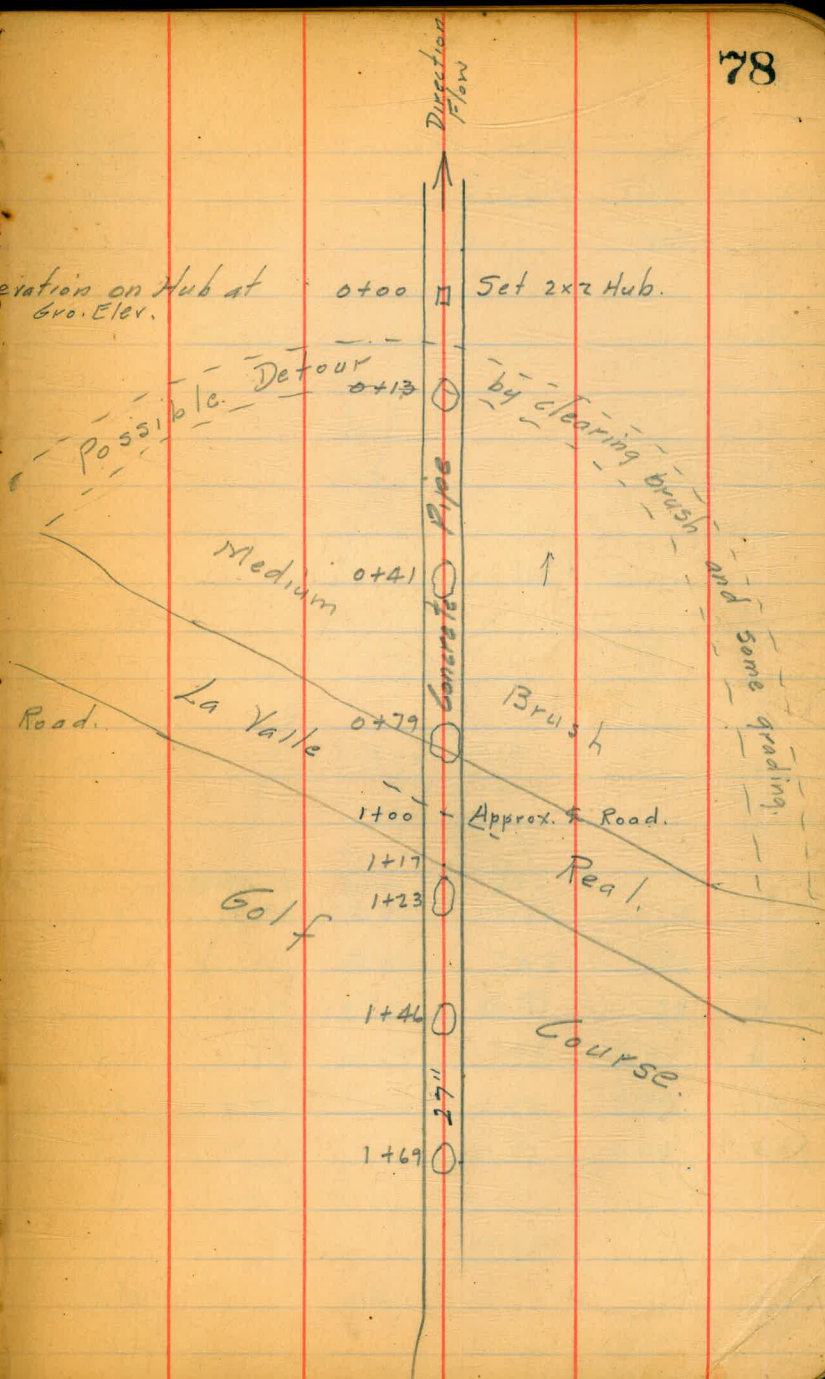 78
Direction
Flow
eration on Hub at
Gro. Elev.
0+00
Set 2x2 Hub.
Possible Detour
by clearing brush and some grading.
0+13
Medium
0+41
Brush
27" Concrete Pipe
Road.
La Valle
0+79
1+00
Approx. ℄ Road.
1+17
Real.
Golf
1+23
1+46
Course.
1+69